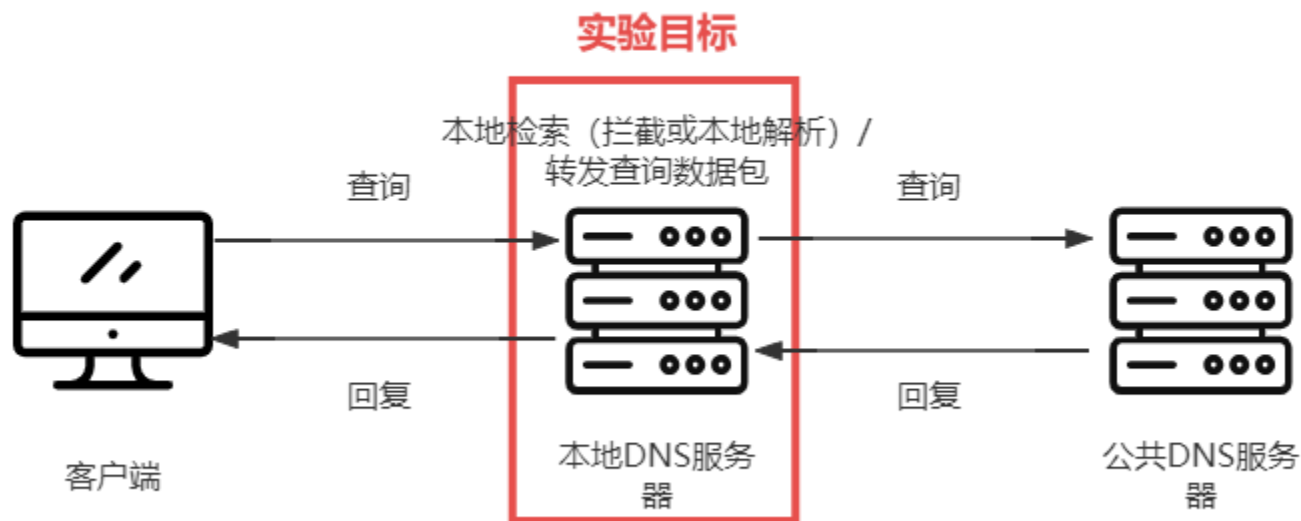 实验目标
本地检索（拦截或本地解析）/
转发查询数据包
查询
查询
回复
回复
客户端
本地DNS服务
器
公共DNS服务
器